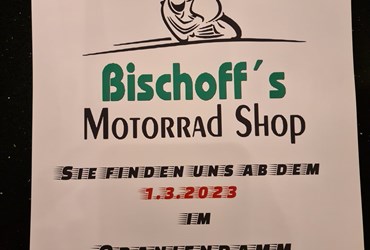 Bischoff´s
Motorrad Shop
Sie finden uns ab dem
1.3.2023
im